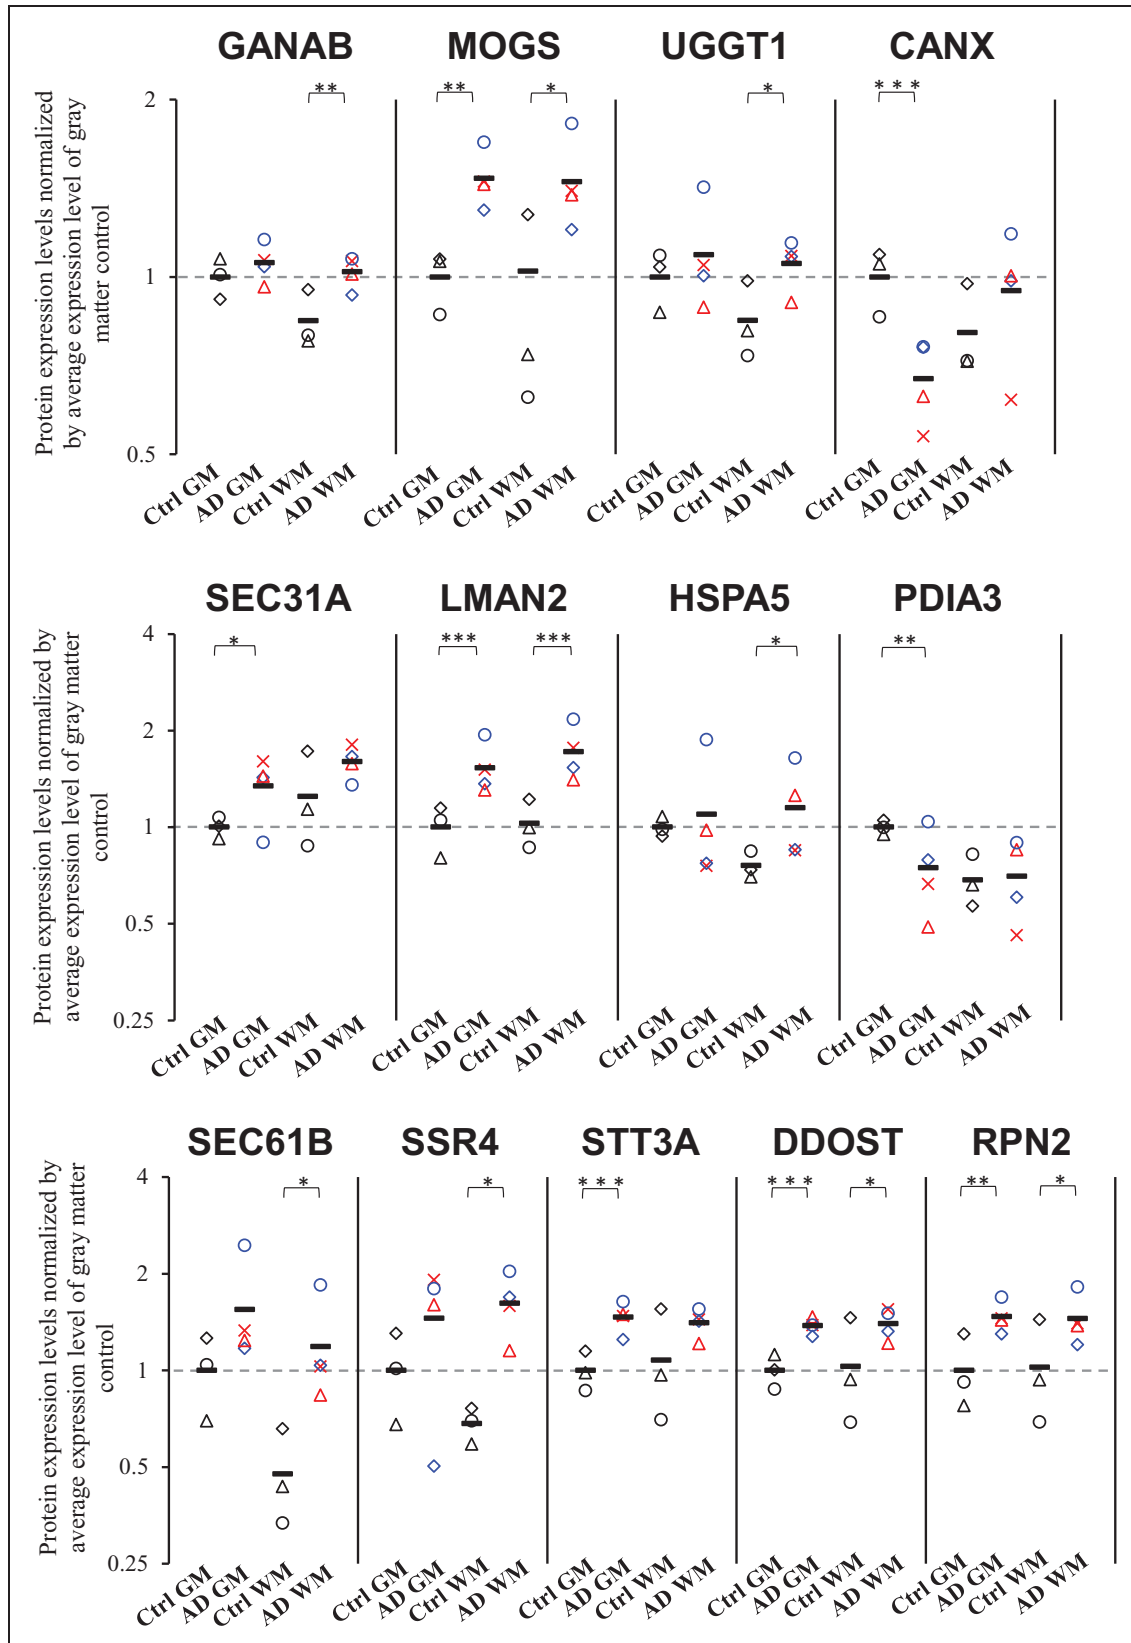 GANAB MOGS UGGT1 CANX
Protein expression levels normalized
by average expression level of gray
matter control
2
1
0.5
** ** * * ***
Ctrl GM AD GM Ctrl WM AD WM Ctrl GM AD GM Ctrl WM AD WM Ctrl GM AD GM Ctrl WM AD WM Ctrl GM AD GM Ctrl WM AD WM
SEC31A LMAN2 HSPA5 PDIA3
Protein expression levels normalized by
average expression level of gray matter
control
4
2
1
0.5
0.25
* *** *** * **
Ctrl GM AD GM Ctrl WM AD WM Ctrl GM AD GM Ctrl WM AD WM Ctrl GM AD GM Ctrl WM AD WM Ctrl GM AD GM Ctrl WM AD WM
SEC61B SSR4 STT3A DDOST RPN2
Protein expression levels normalized by
average expression level of gray matter
control
4
2
1
0.5
0.25
* * *** *** * ** *
Ctrl GM AD GM Ctrl WM AD WM Ctrl GM AD GM Ctrl WM AD WM Ctrl GM AD GM Ctrl WM AD WM Ctrl GM AD GM Ctrl WM AD WM Ctrl GM AD GM Ctrl WM AD WM